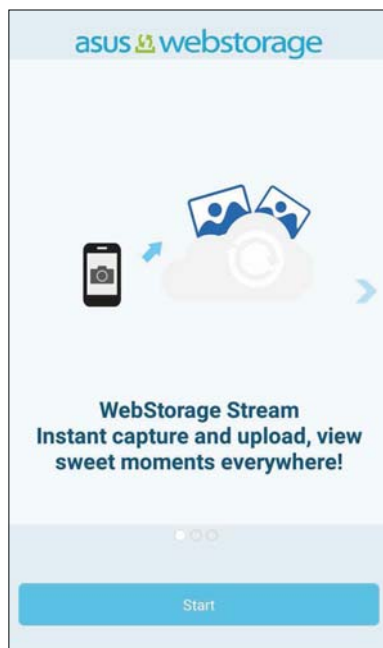 asus webstorage
WebStorage Stream
Instant capture and upload, view
sweet moments everywhere!
Start